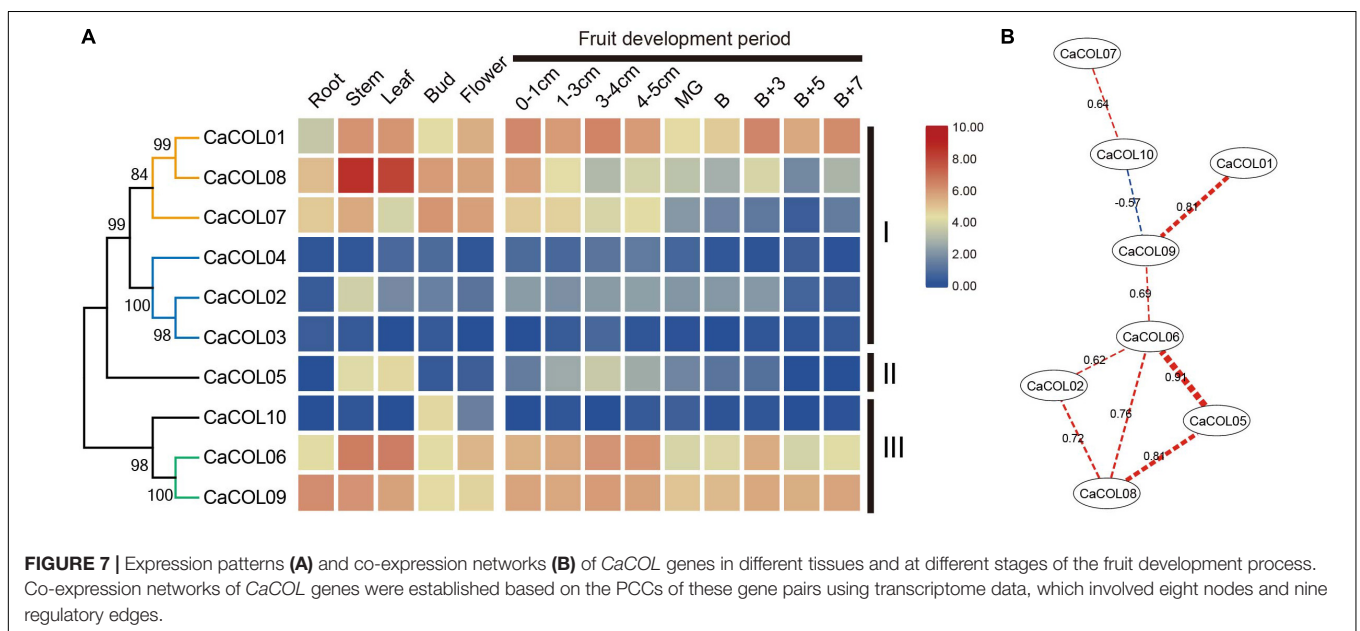 A
Fruit development period
Root Stem Leaf Bud Flower 0-1cm 1-3cm 3-4cm 4-5cm MG B B+3 B+5 B+7
CaCOL01
CaCOL08
CaCOL07
CaCOL04
CaCOL02
CaCOL03
CaCOL05
CaCOL10
CaCOL06
CaCOL09
99
84
99
100
98
98
100
I
II
III
10.00
8.00
6.00
4.00
2.00
0.00
B
CaCOL07
0.64
CaCOL10
CaCOL01
-0.57
0.81
CaCOL09
0.69
CaCOL06
0.62
0.91
CaCOL02
0.76
CaCOL05
0.72
0.81
CaCOL08
FIGURE 7 | Expression patterns (A) and co-expression networks (B) of CaCOL genes in different tissues and at different stages of the fruit development process.
Co-expression networks of CaCOL genes were established based on the PCCs of these gene pairs using transcriptome data, which involved eight nodes and nine
regulatory edges.